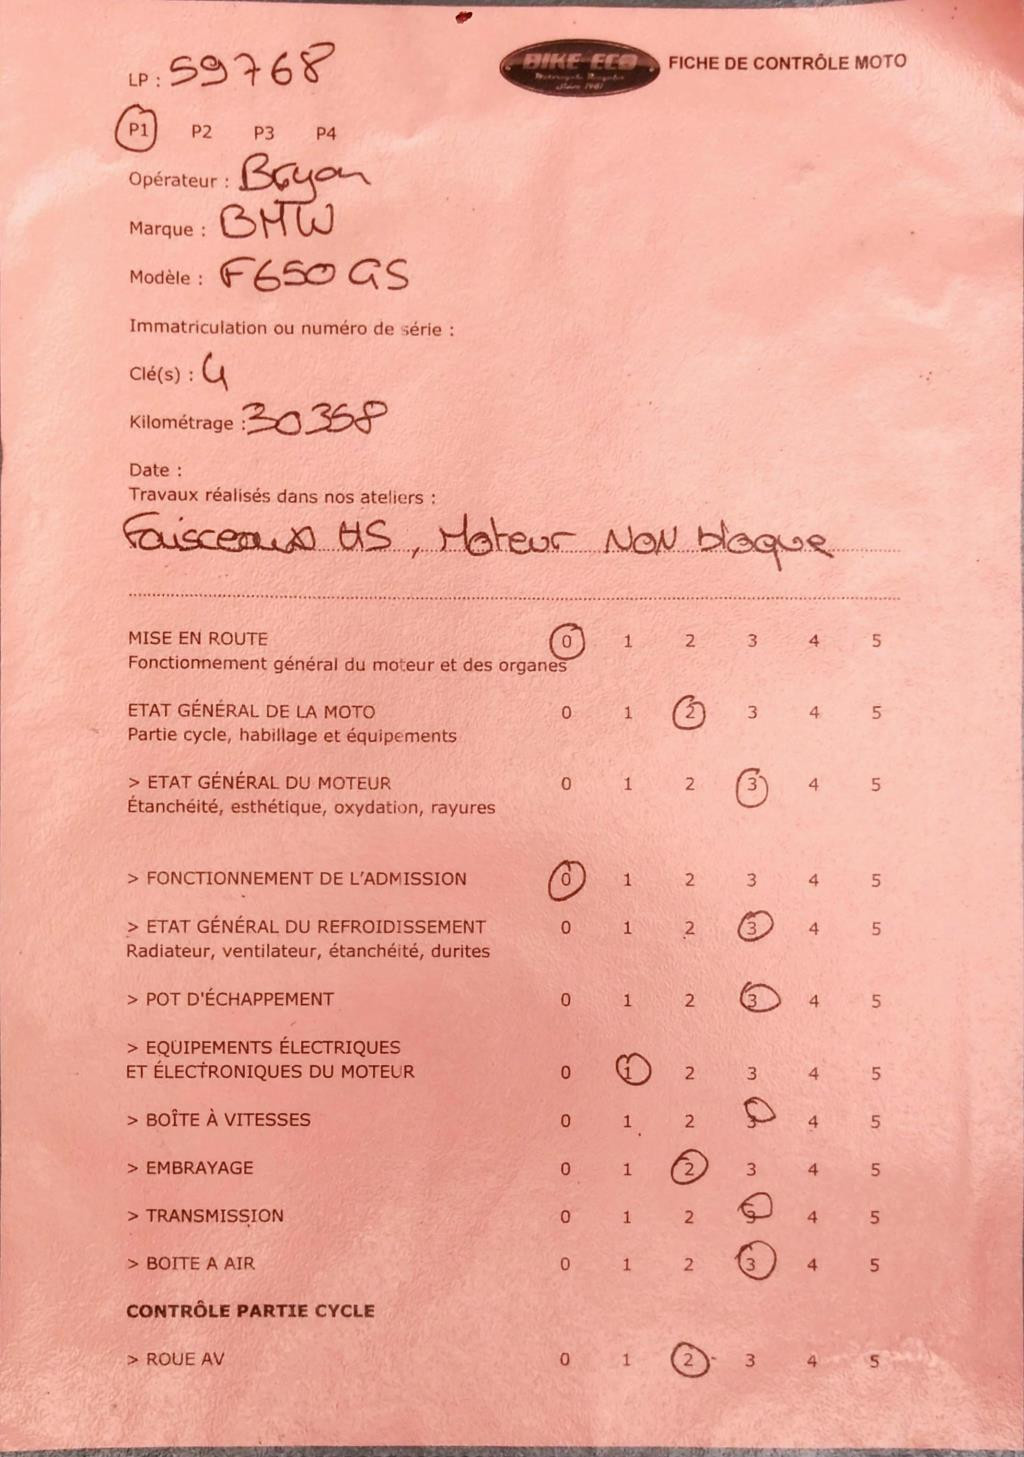 LP : 59768
BIKE ECO
FICHE DE CONTRÔLE MOTO
P1 P2 P3 P4
Opérateur : Bryan
Marque : BMW
Modèle : F650 GS
Immatriculation ou numéro de série :
Clé(s) : 4
Kilométrage : 30358
Date :
Travaux réalisés dans nos ateliers :
Faisceaux HS, Moteur NON bloque
MISE EN ROUTE 0 1 2 3 4 5
Fonctionnement général du moteur et des organes
ETAT GÉNÉRAL DE LA MOTO 0 1 2 3 4 5
Partie cycle, habillage et équipements
> ETAT GÉNÉRAL DU MOTEUR 0 1 2 3 4 5
Étanchéité, esthétique, oxydation, rayures
> FONCTIONNEMENT DE L'ADMISSION 0 1 2 3 4 5
> ETAT GÉNÉRAL DU REFROIDISSEMENT 0 1 2 3 4 5
Radiateur, ventilateur, étanchéité, durites
> POT D'ÉCHAPPEMENT 0 1 2 3 4 5
> EQUIPEMENTS ÉLECTRIQUES
ET ÉLECTRONIQUES DU MOTEUR 0 1 2 3 4 5
> BOÎTE À VITESSES 0 1 2 3 4 5
> EMBRAYAGE 0 1 2 3 4 5
> TRANSMISSION 0 1 2 3 4 5
> BOITE A AIR 0 1 2 3 4 5
CONTRÔLE PARTIE CYCLE
> ROUE AV 0 1 2 3 4 5